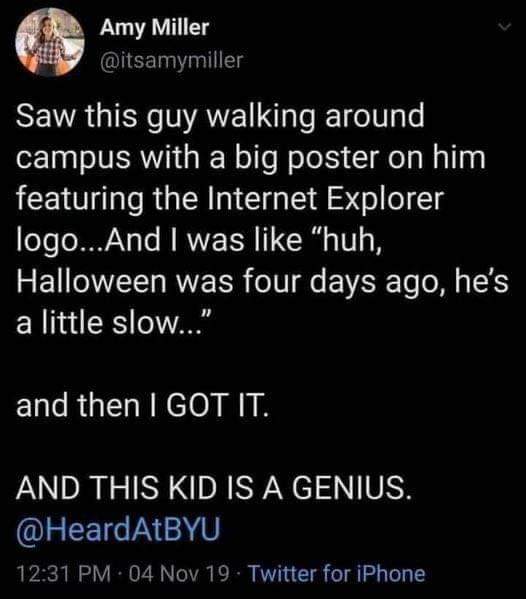 Amy Miller
@itsamymiller
Saw this guy walking around
campus with a big poster on him
featuring the Internet Explorer
logo...And I was like “huh,
Halloween was four days ago, he’s
a little slow...”
and then I GOT IT.
AND THIS KID IS A GENIUS.
@HeardAtBYU
12:31 PM · 04 Nov 19 · Twitter for iPhone